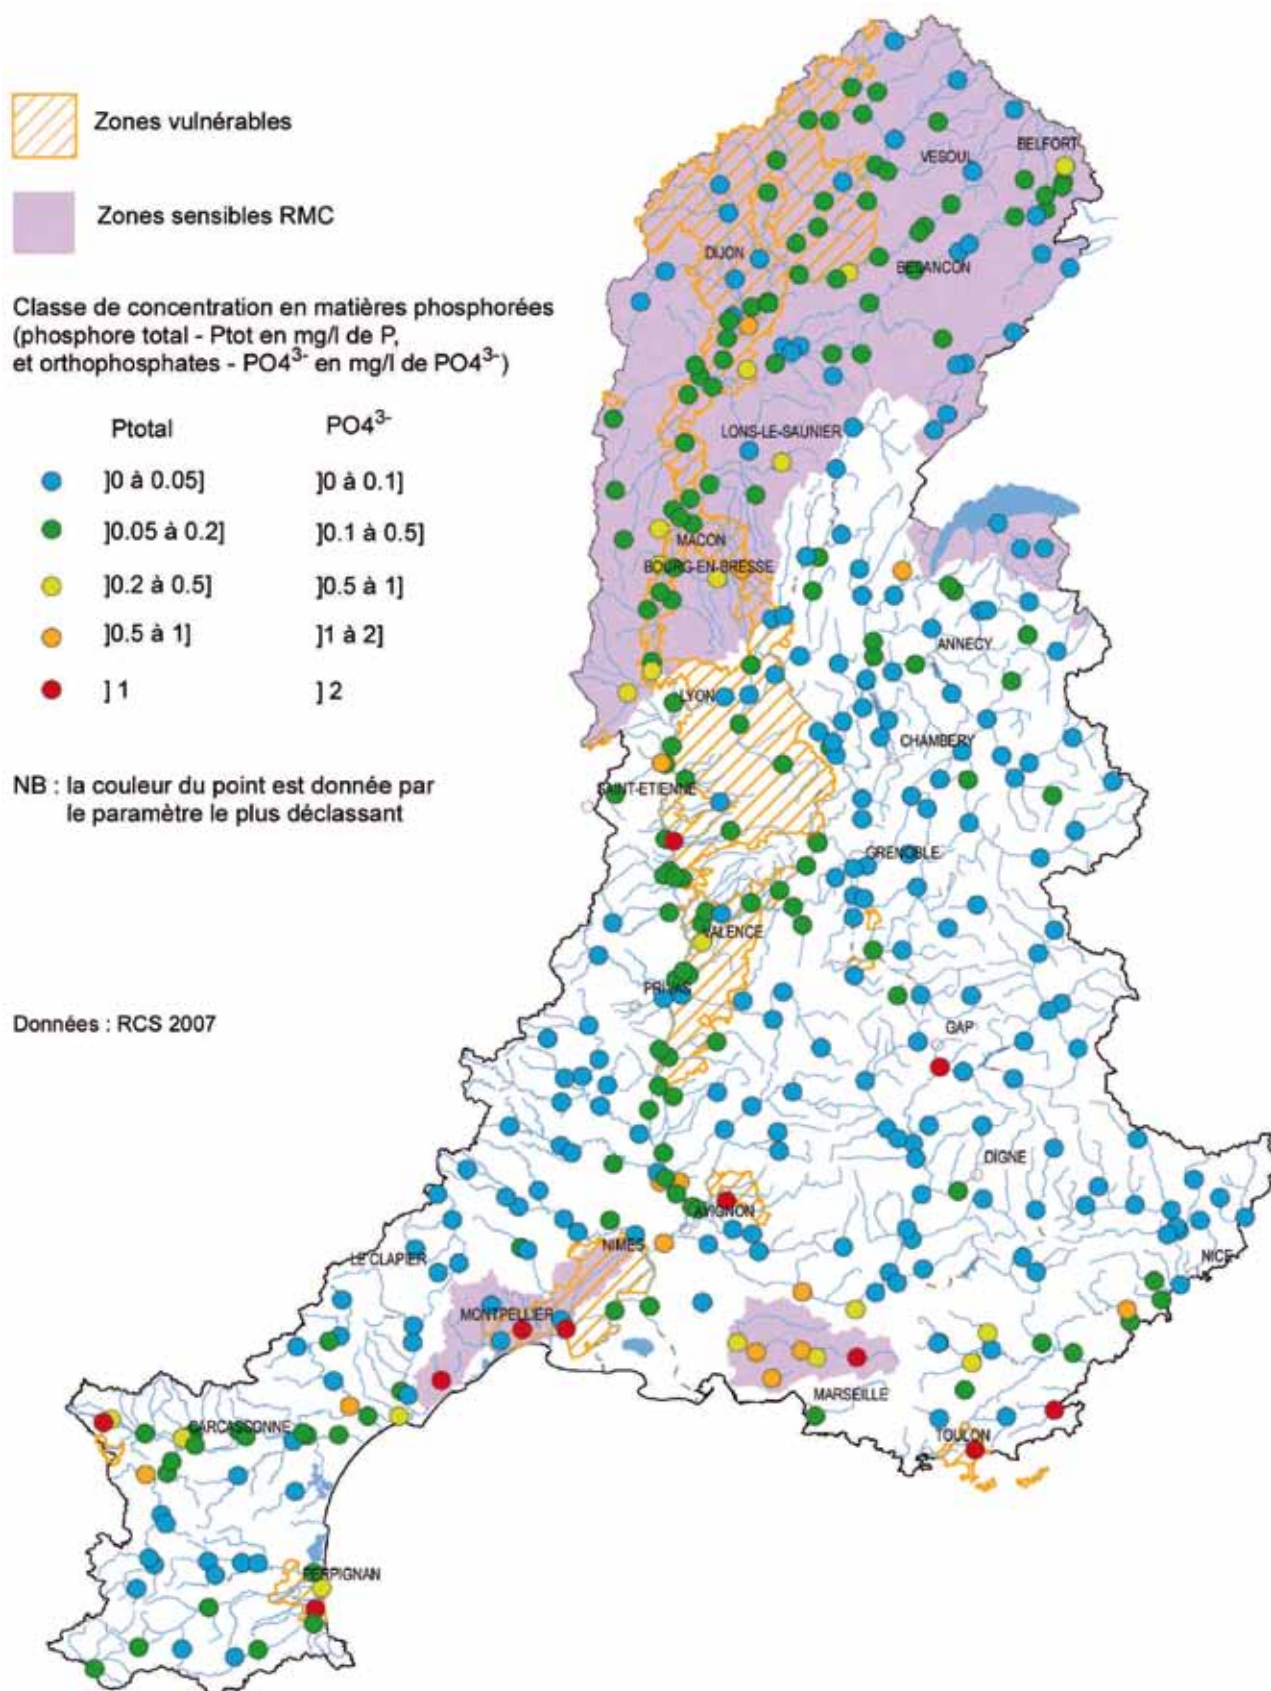 Zones vulnérables
Zones sensibles RMC
Classe de concentration en matières phosphorées
(phosphore total - Ptot en mg/l de P,
et orthophosphates - PO4³⁻ en mg/l de PO4³⁻)
Ptotal PO4³⁻
]0 à 0.05] ]0 à 0.1]
]0.05 à 0.2] ]0.1 à 0.5]
]0.2 à 0.5] ]0.5 à 1]
]0.5 à 1] ]1 à 2]
] 1 ] 2
NB : la couleur du point est donnée par
le paramètre le plus déclassant
Données : RCS 2007
BELFORT
VESOUL
DIJON
BESANCON
LONS-LE-SAUNIER
MACON
BOURG-EN-BRESSE
ANNECY
LYON
CHAMBERY
SAINT-ETIENNE
GRENOBLE
VALENCE
PRIVAS
GAP
DIGNE
AVIGNON
NIMES
NICE
LE CLAPIER
MONTPELLIER
MARSEILLE
CARCASSONNE
TOULON
PERPIGNAN